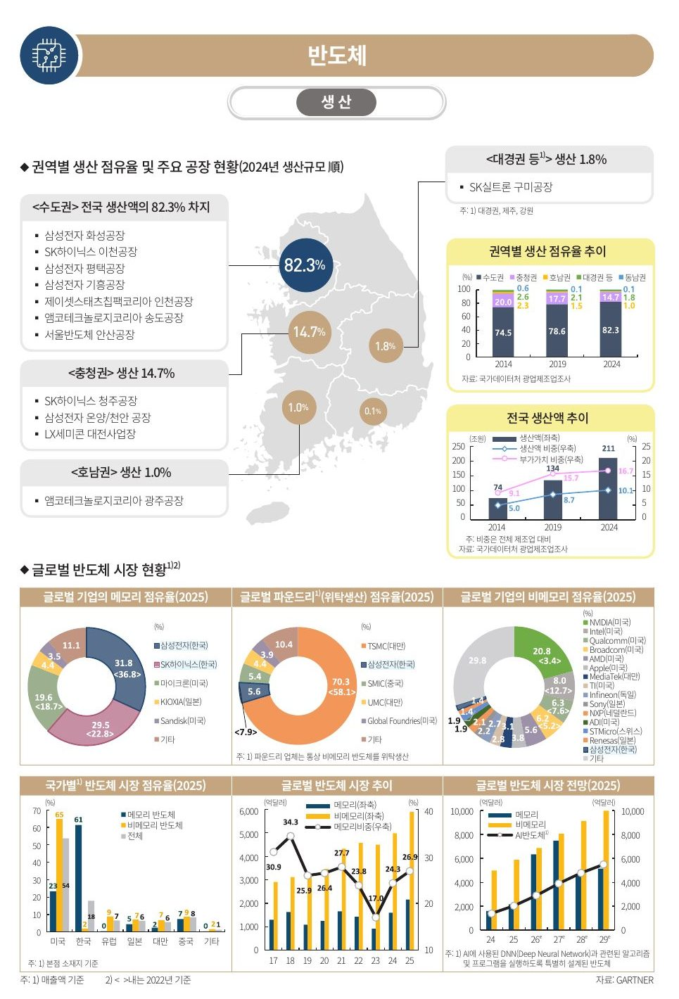 반도체
생 산
◆ 권역별 생산 점유율 및 주요 공장 현황(2024년 생산규모 順)
<수도권> 전국 생산액의 82.3% 차지
▪ 삼성전자 화성공장
▪ SK하이닉스 이천공장
▪ 삼성전자 평택공장
▪ 삼성전자 기흥공장
▪ 제이셋스태츠칩팩코리아 인천공장
▪ 앰코테크놀로지코리아 송도공장
▪ 서울반도체 안산공장
<충청권> 생산 14.7%
▪ SK하이닉스 청주공장
▪ 삼성전자 온양/천안 공장
▪ LX세미콘 대전사업장
<호남권> 생산 1.0%
▪ 앰코테크놀로지코리아 광주공장
82.3%
14.7%
1.8%
1.0%
0.1%
<대경권 등1)> 생산 1.8%
▪ SK실트론 구미공장
주: 1) 대경권, 제주, 강원
권역별 생산 점유율 추이
(%) 수도권 충청권 호남권 대경권 등 동남권
100
80
60
40
20
0
0.6
2.6
2.3
20.0
74.5
0.1
2.1
1.5
17.7
78.6
0.1
1.8
1.0
14.7
82.3
2014 2019 2024
자료: 국가데이터처 광업제조업조사
전국 생산액 추이
(조원) (%)
생산액(좌축)
생산액 비중(우축)
부가가치 비중(우축)
250
200
150
100
50
0
25
20
15
10
5
0
74
9.1
5.0
134
15.7
8.7
211
16.7
10.1
2014 2019 2024
주: 비중은 전체 제조업 대비
자료: 국가데이터처 광업제조업조사
◆ 글로벌 반도체 시장 현황1)2)
글로벌 기업의 메모리 점유율(2025)
(%)
삼성전자(한국)
SK하이닉스(한국)
마이크론(미국)
KIOXIA(일본)
Sandisk(미국)
기타
31.8
<36.8>
29.5
<22.8>
19.6
<18.7>
4.4
3.5
11.1
글로벌 파운드리1)(위탁생산) 점유율(2025)
(%)
TSMC(대만)
삼성전자(한국)
SMIC(중국)
UMC(대만)
Global Foundries(미국)
기타
70.3
<58.1>
5.6
<7.9>
5.4
4.4
3.9
10.4
주: 1) 파운드리 업체는 통상 비메모리 반도체를 위탁생산
글로벌 기업의 비메모리 점유율(2025)
(%)
NVIDIA(미국)
Intel(미국)
Qualcomm(미국)
Broadcom(미국)
AMD(미국)
Apple(미국)
MediaTek(대만)
TI(미국)
Infineon(독일)
Sony(일본)
NXP(네덜란드)
ADI(미국)
STMicro(스위스)
Renesas(일본)
삼성전자(한국)
기타
20.8
<3.4>
8.0
<12.7>
6.3
<7.6>
6.2
<5.2>
5.6
3.8
3.1
2.8
2.7
2.2
2.1
1.9
1.9
1.4
1.4
29.8
국가별1) 반도체 시장 점유율(2025)
(%)
메모리 반도체
비메모리 반도체
전체
70
60
50
40
30
20
10
0
23 65 54
61 2 18
0 9 7
5 7 6
2 7 6
7 9 8
0 2 1
미국 한국 유럽 일본 대만 중국 기타
주: 1) 본점 소재지 기준
글로벌 반도체 시장 추이
(억달러) (%)
메모리(좌축)
비메모리(좌축)
메모리비중(우축)
6,000
5,000
4,000
3,000
2,000
1,000
0
40
30
20
10
30.9
34.3
25.9
26.4
27.7
23.8
17.0
24.3
26.9
17 18 19 20 21 22 23 24 25
글로벌 반도체 시장 전망(2025)
(억달러) (억달러)
메모리
비메모리
AI반도체1)
10,000
8,000
6,000
4,000
2,000
0
10,000
8,000
6,000
4,000
2,000
0
24 25 26e 27e 28e 29e
주: 1) AI에 사용된 DNN(Deep Neural Network)과 관련된 알고리즘
및 프로그램을 실행하도록 특별히 설계된 반도체
주: 1) 매출액 기준 2) < >내는 2022년 기준
자료: GARTNER